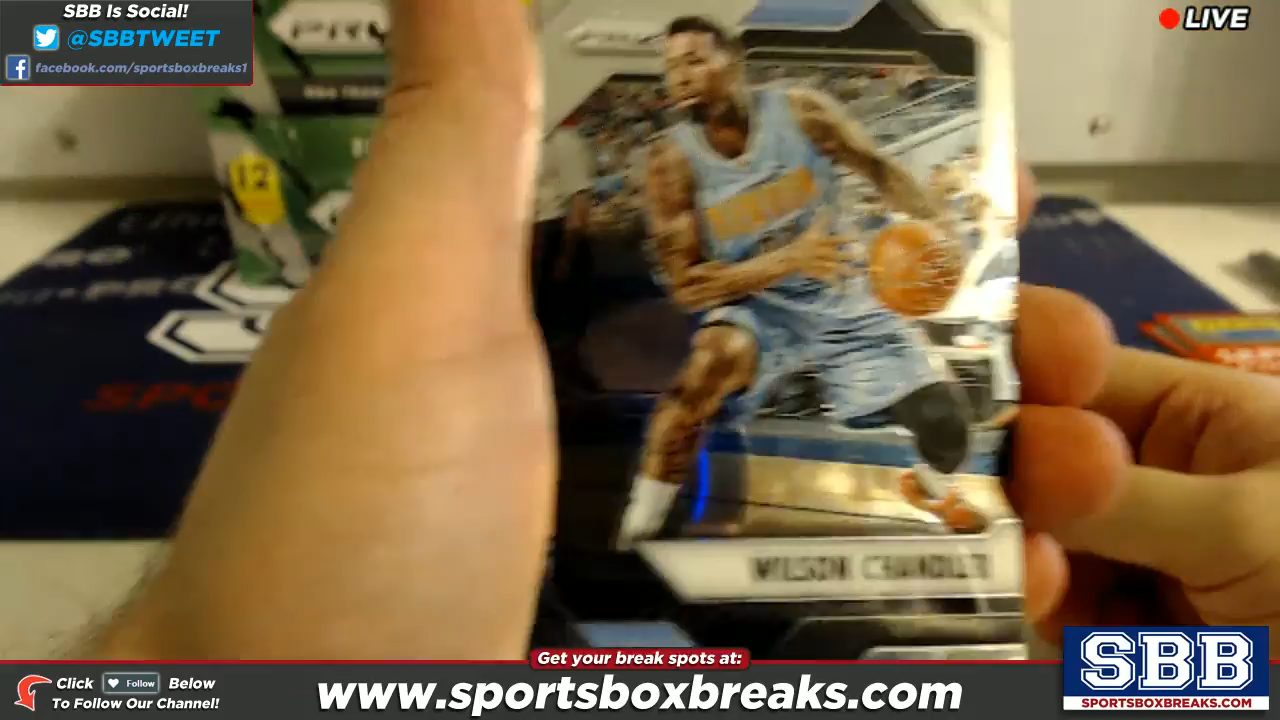 SBB Is Social!
@SBBTWEET
facebook.com/sportsboxbreaks1
LIVE
12
WILSON CHANDLER
Get your break spots at:
Click Follow Below
To Follow Our Channel!
www.sportsboxbreaks.com
SBB
SPORTSBOXBREAKS.COM